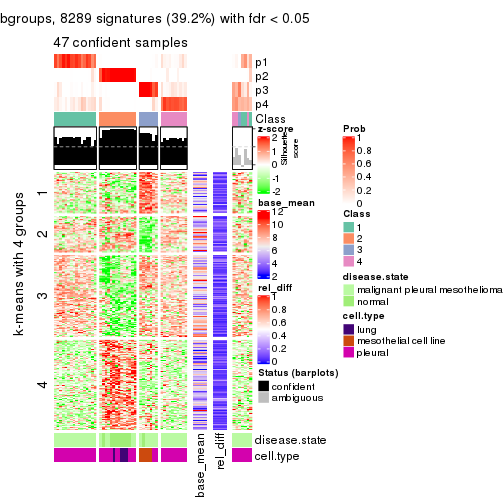 bgroups, 8289 signatures (39.2%) with fdr < 0.05
47 confident samples
p1
p2
p3
p4
Class
z-score
2
1
0
-1
-2
Silhouette
score
k-means with 4 groups
1
2
3
4
base_mean
12
10
8
6
4
2
rel_diff
1
0.8
0.6
0.4
0.2
0
Status (barplots)
confident
ambiguous
Prob
1
0.8
0.6
0.4
0.2
0
Class
1
2
3
4
disease.state
malignant pleural mesothelioma
normal
cell.type
lung
mesothelial cell line
pleural
disease.state
cell.type
base_mean
rel_diff